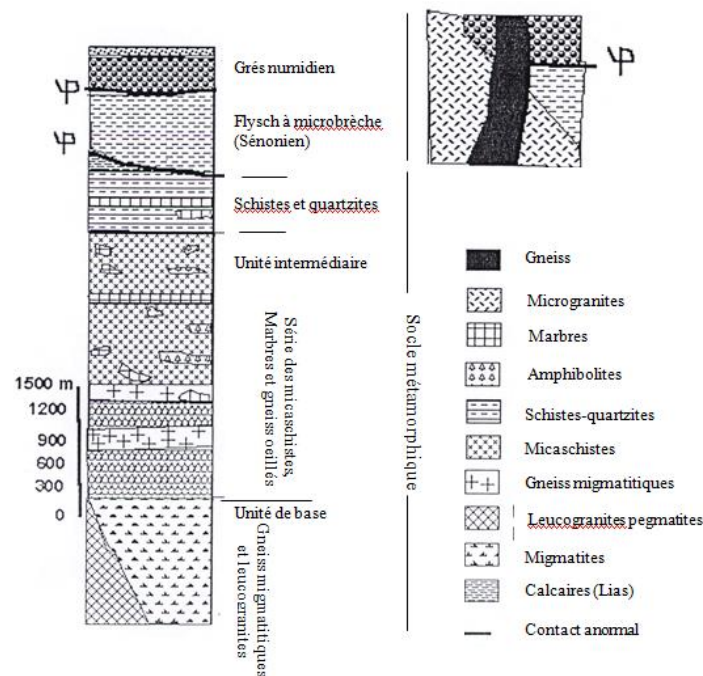 Grés numidien
Flysch à microbrèche
(Sénonien)
Schistes et quartzites
Unité intermédiaire
Série des micaschistes,
Marbres et gneiss oeillés
1500 m
1200
900
600
300
0
Unité de base
Gneiss migmatitiques
et leucogranites
Socle métamorphique
φ
φ
φ
Gneiss
Microgranites
Marbres
Amphibolites
Schistes-quartzites
Micaschistes
Gneiss migmatitiques
Leucogranites pegmatites
Migmatites
Calcaires (Lias)
Contact anormal